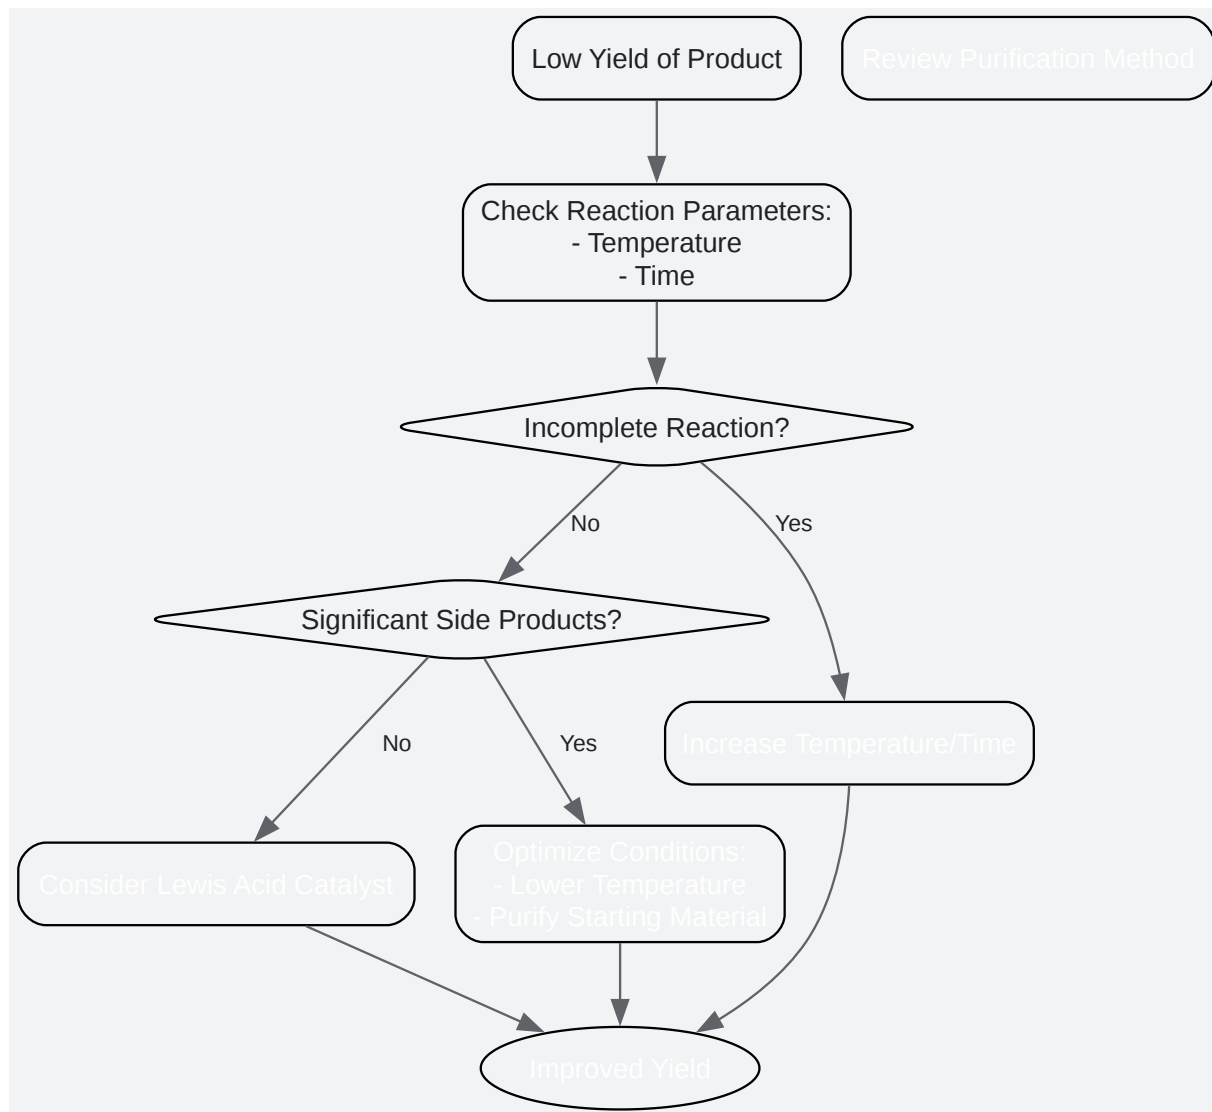 Low Yield of Product
Review Purification Method
Check Reaction Parameters:
- Temperature
- Time
Incomplete Reaction?
No
Yes
Significant Side Products?
No
Yes
Increase Temperature/Time
Consider Lewis Acid Catalyst
Optimize Conditions:
- Lower Temperature
- Purify Starting Material
Improved Yield